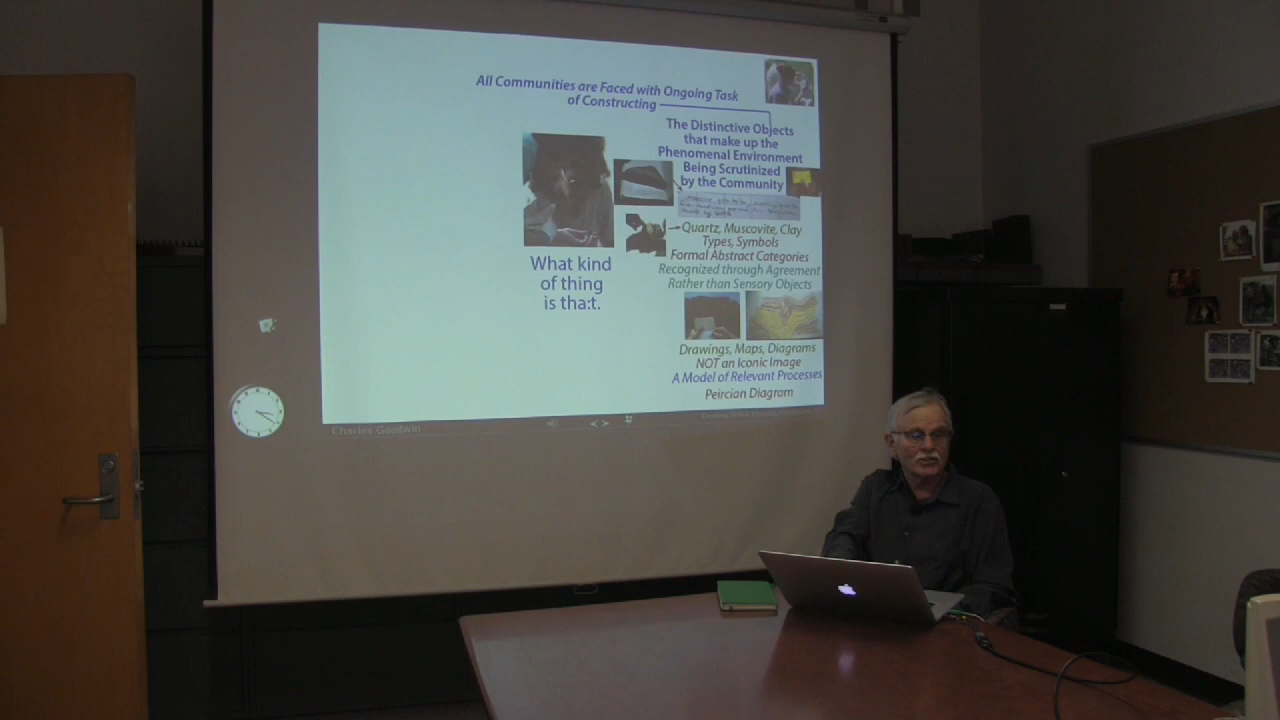 All Communities are Faced with Ongoing Task
of Constructing
The Distinctive Objects
that make up the
Phenomenal Environment
Being Scrutinized
by the Community
Quartz, Muscovite, Clay
Types, Symbols
Formal Abstract Categories
Recognized through Agreement
Rather than Sensory Objects
What kind
of thing
is tha:t.
Drawings, Maps, Diagrams
NOT an Iconic Image
A Model of Relevant Processes
Peircian Diagram
Charles Goodwin